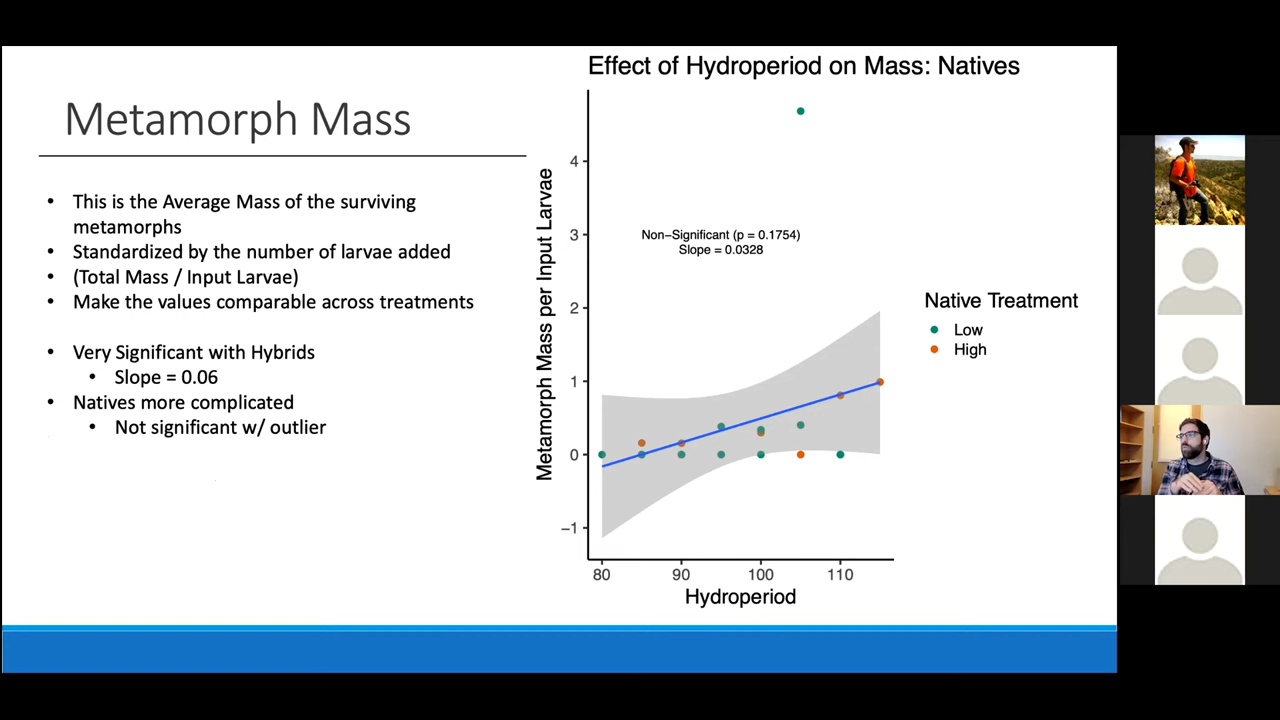 Metamorph Mass
• This is the Average Mass of the surviving
metamorphs
• Standardized by the number of larvae added
• (Total Mass / Input Larvae)
• Make the values comparable across treatments
• Very Significant with Hybrids
• Slope = 0.06
• Natives more complicated
• Not significant w/ outlier
Effect of Hydroperiod on Mass: Natives
Metamorph Mass per Input Larvae
4
3
2
1
0
−1
Non−Significant (p = 0.1754)
Slope = 0.0328
80 90 100 110
Hydroperiod
Native Treatment
Low
High